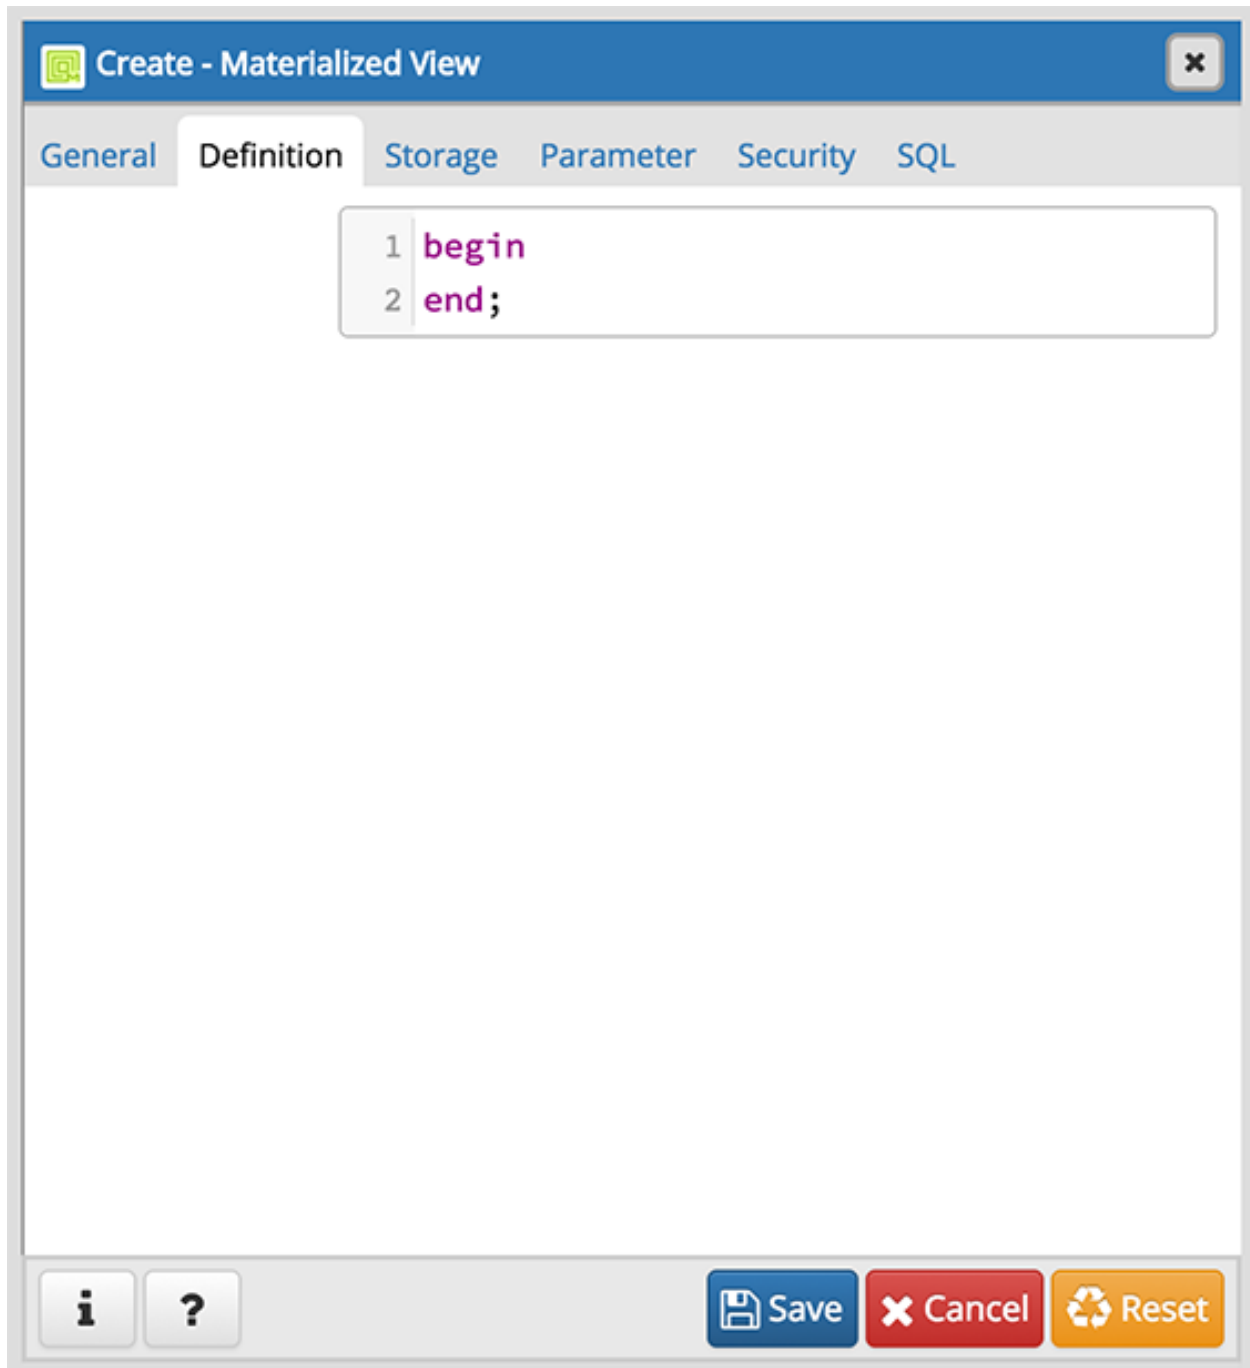 Create - Materialized View
General Definition Storage Parameter Security SQL
1 begin
2 end;
i ? Save Cancel Reset